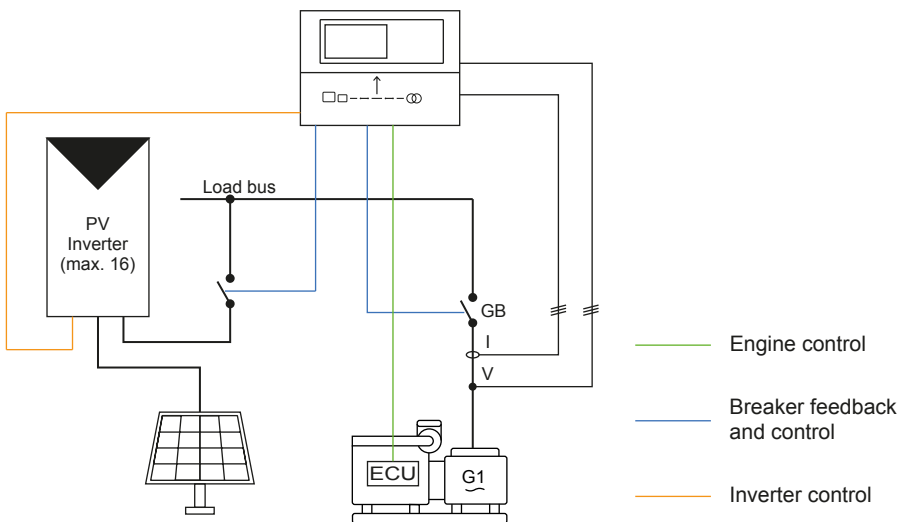 Load bus
PV
Inverter
(max. 16)
GB
I
V
ECU
G1
Engine control
Breaker feedback
and control
Inverter control